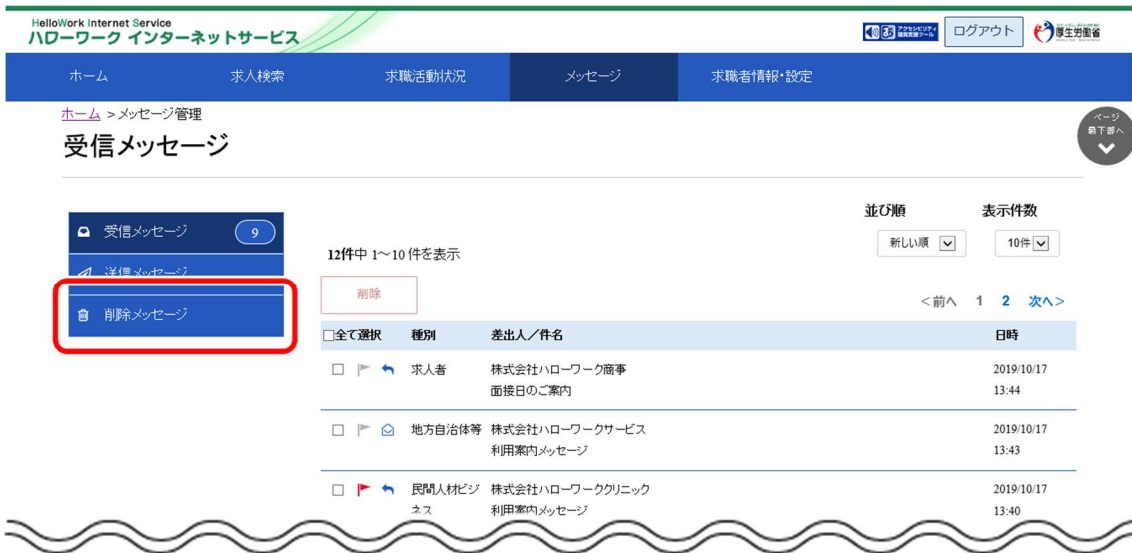 HelloWork Internet Service
ハローワーク インターネットサービス
ログアウト
厚生労働省
ホーム 求人検索 求職活動状況 メッセージ 求職者情報・設定
ホーム >メッセージ管理
ページ
最下部へ
受信メッセージ
並び順 表示件数
受信メッセージ 9
新しい順 10件
12件中 1～10 件を表示
送信メッセージ
削除
<前へ 1 2 次へ>
削除メッセージ
全て選択 種別 差出人／件名 日時
求人者 株式会社ハローワーク商事 2019/10/17
面接日のご案内 13:44
地方自治体等 株式会社ハローワークサービス 2019/10/17
利用案内メッセージ 13:43
民間人材ビジ 株式会社ハローワーククリニック 2019/10/17
ネス 利用案内メッセージ 13:40